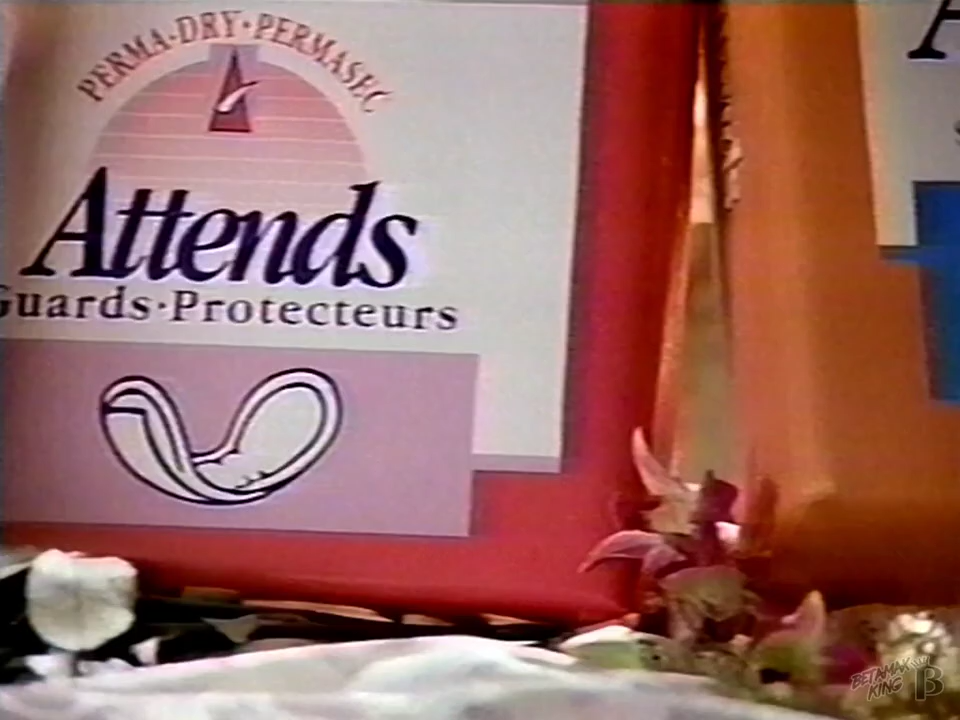 PERMA-DRY·PERMASEC
Attends
Guards·Protecteurs
A
BETAMAX
KING
β